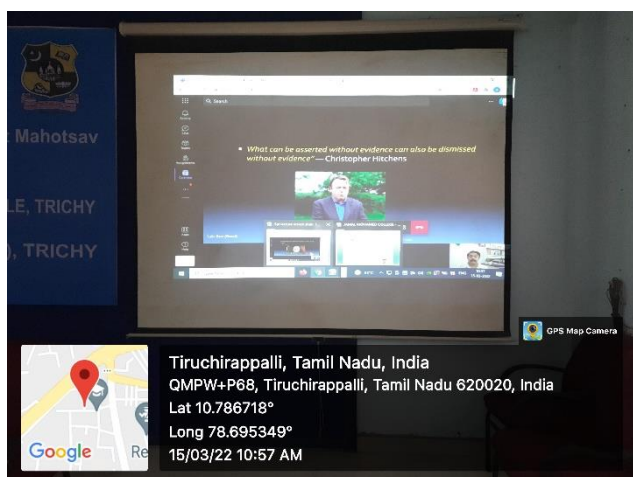 Mahotsav
LE, TRICHY
), TRICHY
Search
• What can be asserted without evidence can also be dismissed
without evidence" — Christopher Hitchens
GPS Map Camera
Tiruchirappalli, Tamil Nadu, India
QMPW+P68, Tiruchirappalli, Tamil Nadu 620020, India
Lat 10.786718°
Long 78.695349°
15/03/22 10:57 AM
Google
Re